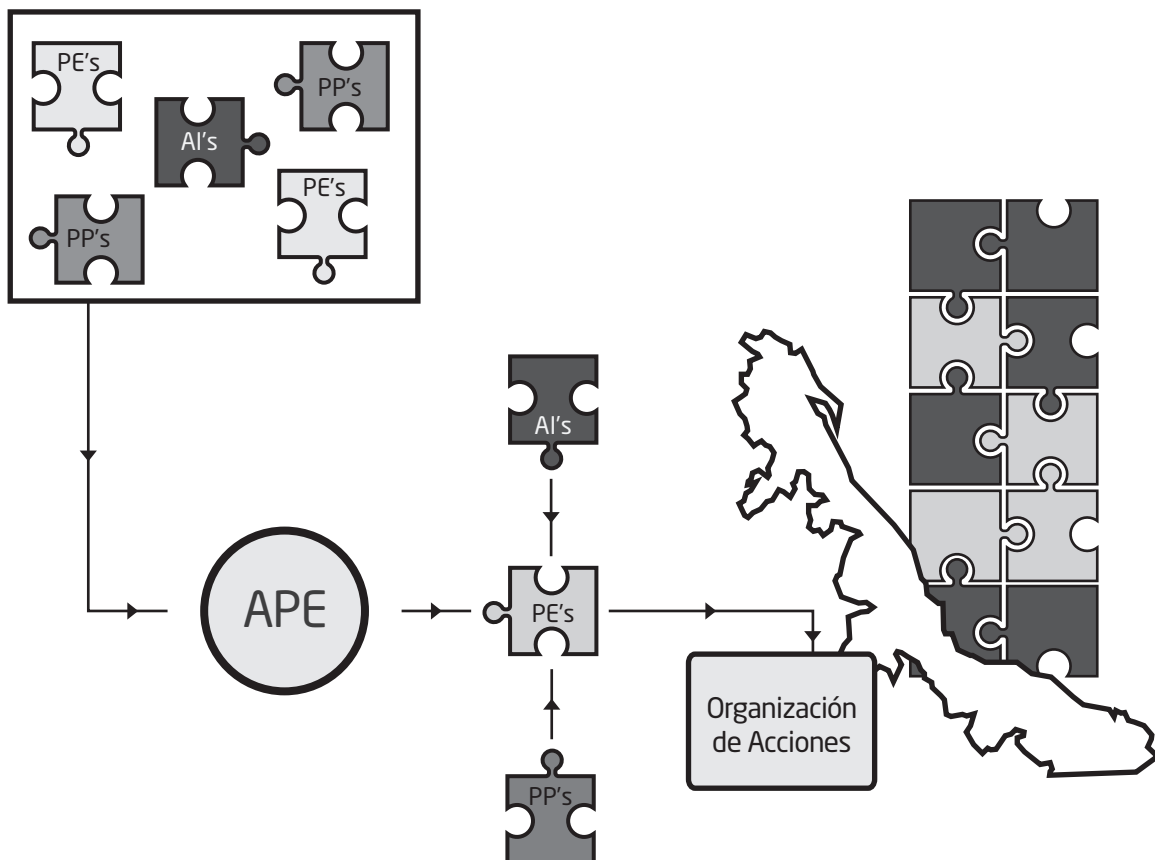 PE's
PP's
AI's
PE's
PP's
AI's
APE
PE's
Organización
de Acciones
PP's